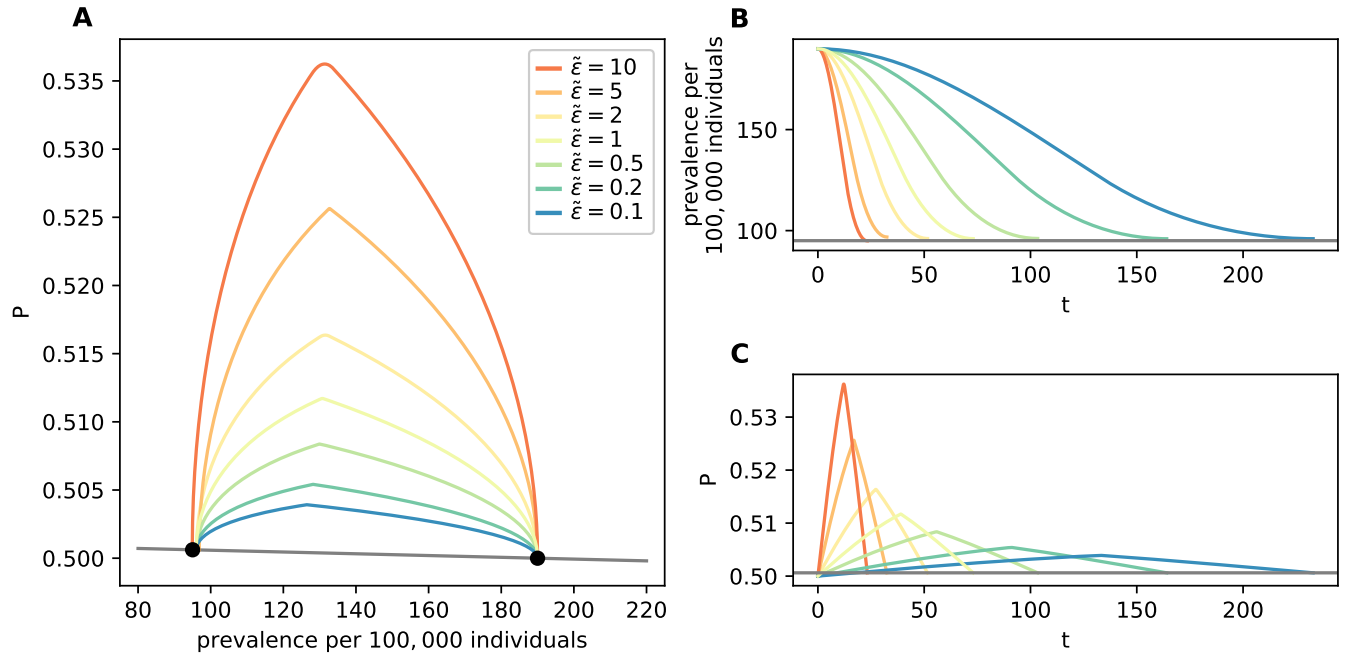 A
0.535
0.530
0.525
0.520
0.515
0.510
0.505
0.500
P
80 100 120 140 160 180 200 220
prevalence per 100,000 individuals
ε̃ = 10
ε̃ = 5
ε̃ = 2
ε̃ = 1
ε̃ = 0.5
ε̃ = 0.2
ε̃ = 0.1
B
prevalence per
100,000 individuals
150
100
0 50 100 150 200
t
C
0.53
0.52
0.51
0.50
P
0 50 100 150 200
t